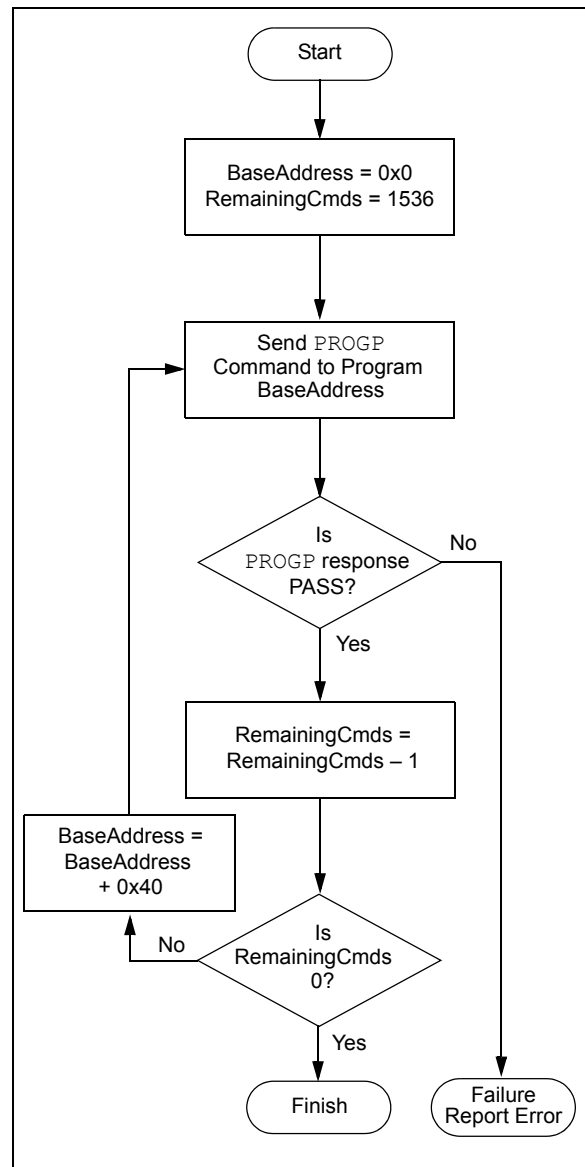 Start
BaseAddress = 0x0
RemainingCmds = 1536
Send PROGP
Command to Program
BaseAddress
Is
PROGP response
PASS?
No
Yes
RemainingCmds =
RemainingCmds – 1
BaseAddress =
BaseAddress
+ 0x40
No
Is
RemainingCmds
0?
Yes
Finish
Failure
Report Error